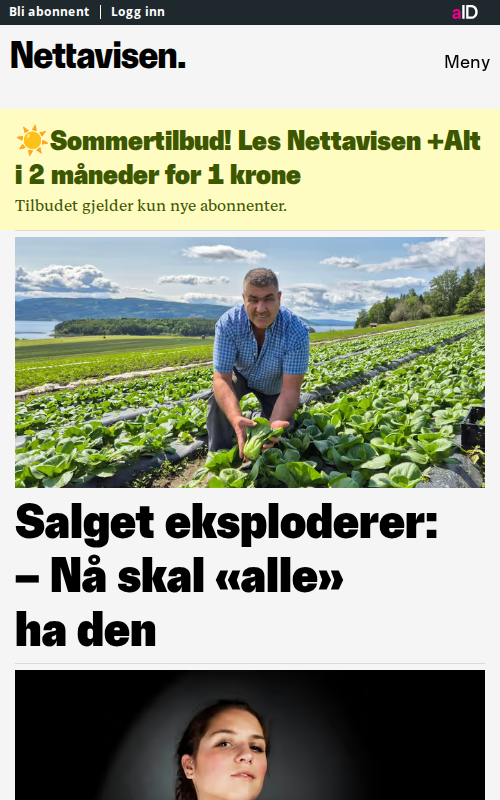 Bli abonnent
Logg inn
aID
Nettavisen.
Meny
☀️Sommertilbud! Les Nettavisen +Alt
i 2 måneder for 1 krone
Tilbudet gjelder kun nye abonnenter.
Salget eksploderer:
– Nå skal «alle»
ha den